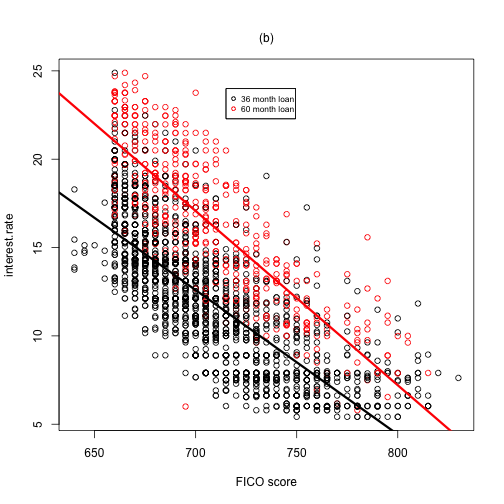 (b)
interest.rate
25
20
15
10
5
36 month loan
60 month loan
650
700
750
800
FICO score